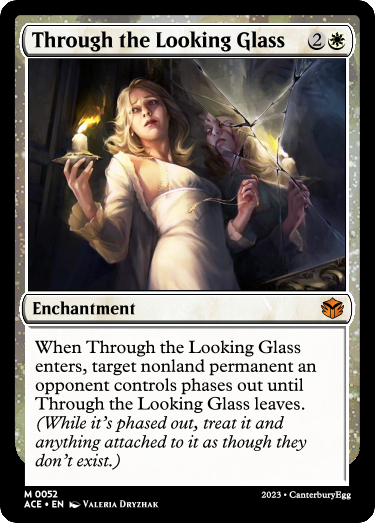 Through the Looking Glass 2
Enchantment
When Through the Looking Glass
enters, target nonland permanent an
opponent controls phases out until
Through the Looking Glass leaves.
(While it's phased out, treat it and
anything attached to it as though they
don't exist.)
M 0052
ACE • EN Valeria Dryzhak
2023 • CanterburyEgg